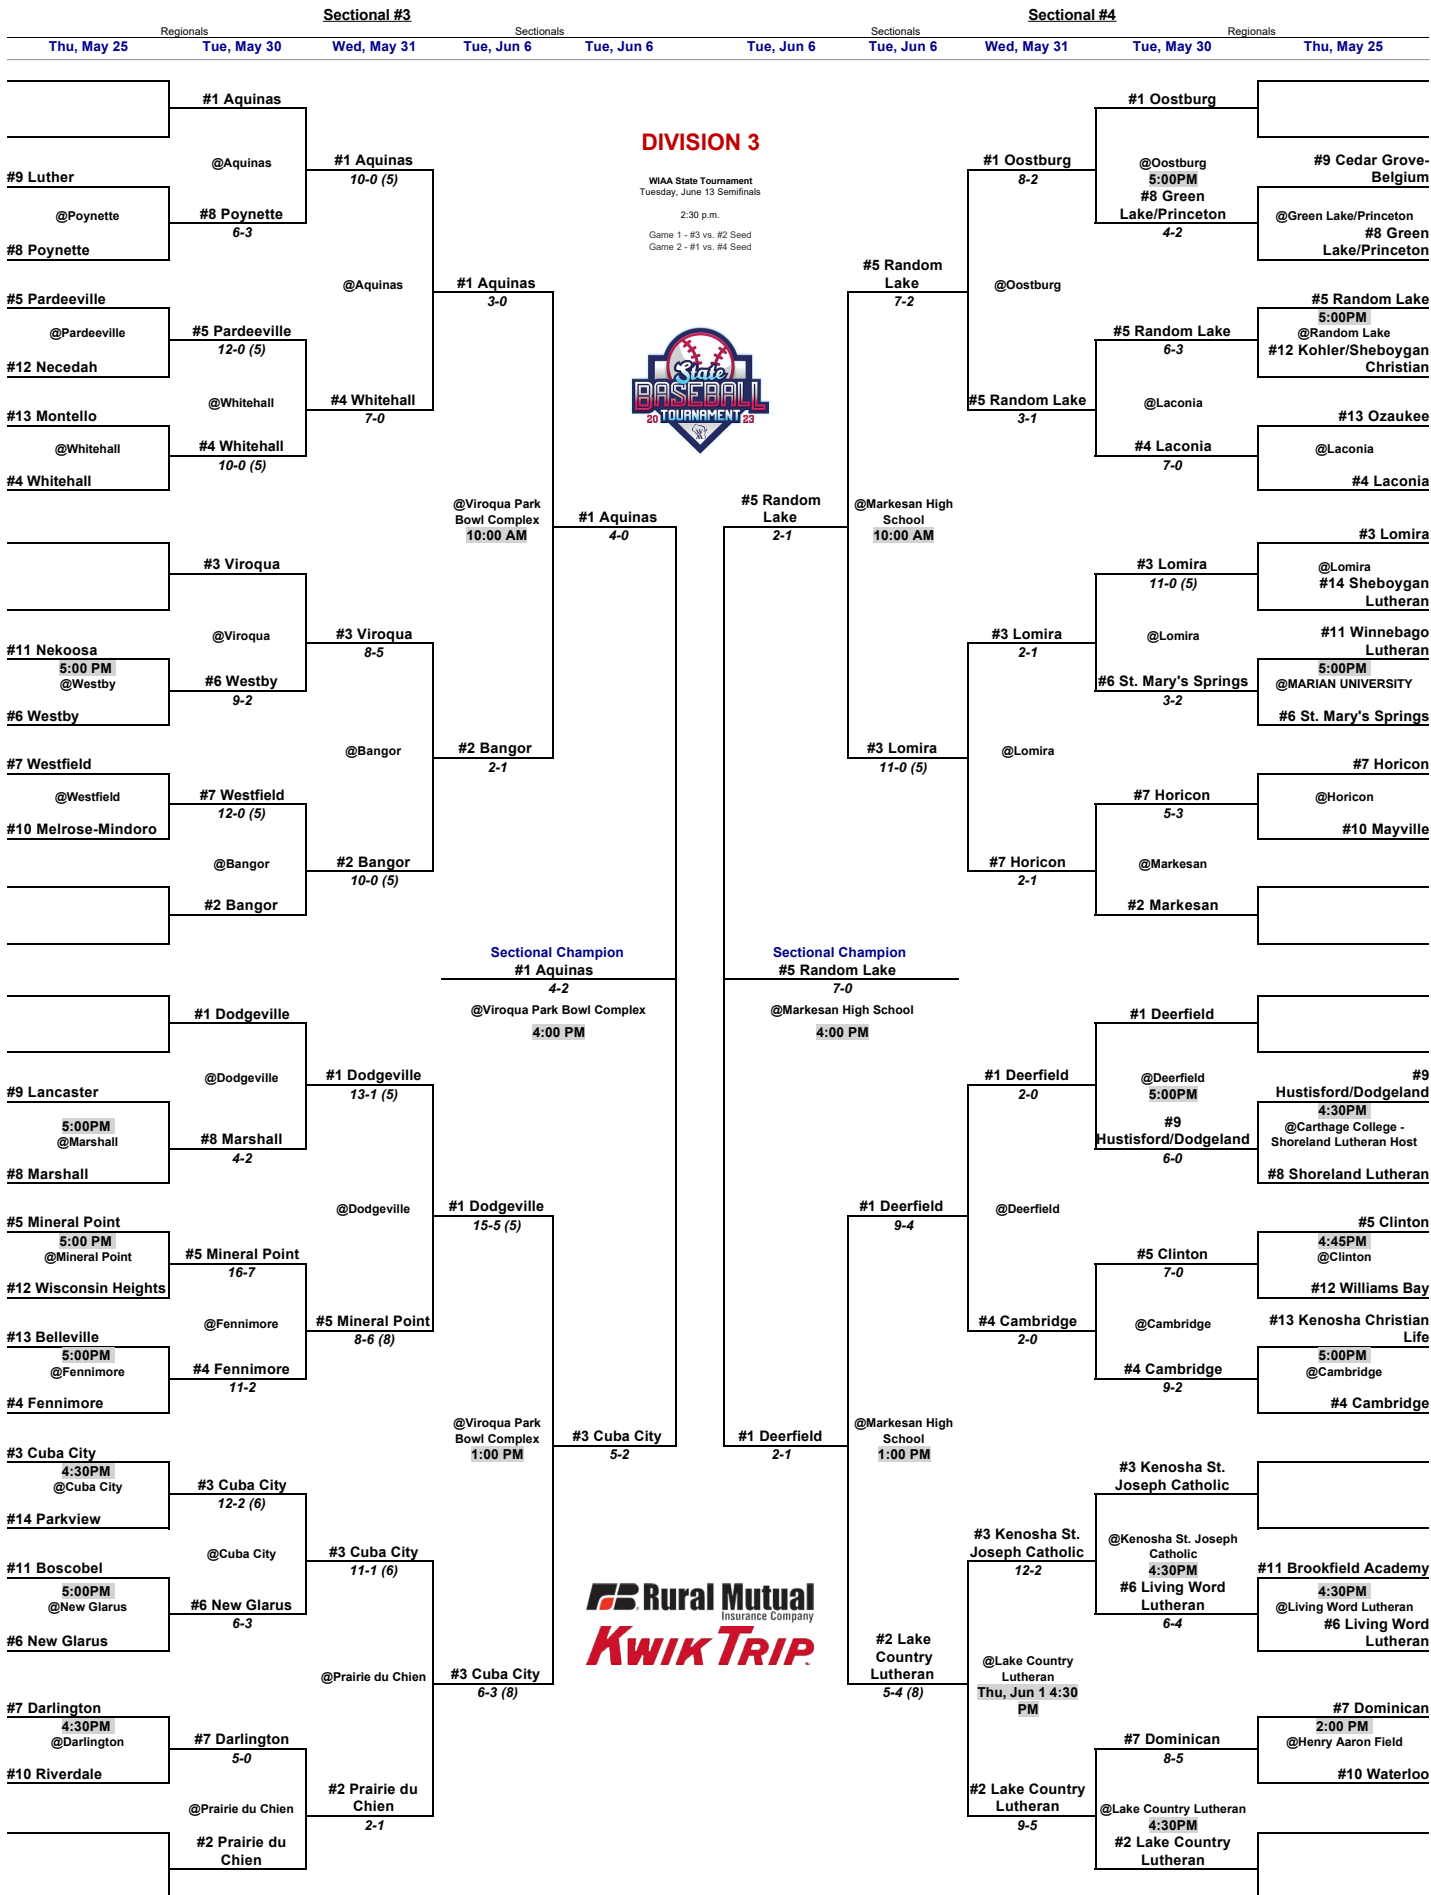 Sectional #3
Sectional #4
Regionals
Sectionals
Sectionals
Regionals
Thu, May 25
Tue, May 30
Wed, May 31
Tue, Jun 6
Tue, Jun 6
Tue, Jun 6
Tue, Jun 6
Wed, May 31
Tue, May 30
Thu, May 25
DIVISION 3
WIAA State Tournament
Tuesday, June 13 Semifinals
2:30 p.m.
Game 1 - #3 vs. #2 Seed
Game 2 - #1 vs. #4 Seed
State
BASEBALL
20 TOURNAMENT 23
#9 Luther
@Poynette
#8 Poynette
#5 Pardeeville
@Pardeeville
#12 Necedah
#13 Montello
@Whitehall
#4 Whitehall
#11 Nekoosa
5:00 PM
@Westby
#6 Westby
#7 Westfield
@Westfield
#10 Melrose-Mindoro
#1 Aquinas
@Aquinas
#8 Poynette
6-3
#5 Pardeeville
12-0 (5)
@Whitehall
#4 Whitehall
10-0 (5)
#3 Viroqua
@Viroqua
#6 Westby
9-2
#7 Westfield
12-0 (5)
@Bangor
#2 Bangor
#1 Aquinas
10-0 (5)
@Aquinas
#4 Whitehall
7-0
#3 Viroqua
8-5
@Bangor
#2 Bangor
10-0 (5)
#1 Aquinas
3-0
@Viroqua Park
Bowl Complex
10:00 AM
#2 Bangor
2-1
#1 Aquinas
4-0
Sectional Champion
#1 Aquinas
4-2
@Viroqua Park Bowl Complex
4:00 PM
#9 Lancaster
5:00PM
@Marshall
#8 Marshall
#5 Mineral Point
5:00 PM
@Mineral Point
#12 Wisconsin Heights
#13 Belleville
5:00PM
@Fennimore
#4 Fennimore
#3 Cuba City
4:30PM
@Cuba City
#14 Parkview
#11 Boscobel
5:00PM
@New Glarus
#6 New Glarus
#7 Darlington
4:30PM
@Darlington
#10 Riverdale
#1 Dodgeville
@Dodgeville
#8 Marshall
4-2
#5 Mineral Point
16-7
@Fennimore
#4 Fennimore
11-2
#3 Cuba City
12-2 (6)
@Cuba City
#6 New Glarus
6-3
#7 Darlington
5-0
@Prairie du Chien
#2 Prairie du
Chien
#1 Dodgeville
13-1 (5)
@Dodgeville
#5 Mineral Point
8-6 (8)
#3 Cuba City
11-1 (6)
@Prairie du Chien
#2 Prairie du
Chien
2-1
#1 Dodgeville
15-5 (5)
@Viroqua Park
Bowl Complex
1:00 PM
#3 Cuba City
6-3 (8)
#3 Cuba City
5-2
#5 Random
Lake
2-1
Sectional Champion
#5 Random Lake
7-0
@Markesan High School
4:00 PM
#1 Deerfield
2-1
#5 Random
Lake
7-2
@Markesan High
School
10:00 AM
#3 Lomira
11-0 (5)
#1 Oostburg
8-2
@Oostburg
#5 Random Lake
3-1
#3 Lomira
2-1
@Lomira
#7 Horicon
2-1
#1 Oostburg
@Oostburg
5:00PM
#8 Green
Lake/Princeton
4-2
#5 Random Lake
6-3
@Laconia
#4 Laconia
7-0
#3 Lomira
11-0 (5)
@Lomira
#6 St. Mary's Springs
3-2
#7 Horicon
5-3
@Markesan
#2 Markesan
#9 Cedar Grove-
Belgium
@Green Lake/Princeton
#8 Green
Lake/Princeton
#5 Random Lake
5:00PM
@Random Lake
#12 Kohler/Sheboygan
Christian
#13 Ozaukee
@Laconia
#4 Laconia
#3 Lomira
@Lomira
#14 Sheboygan
Lutheran
#11 Winnebago
Lutheran
5:00PM
@MARIAN UNIVERSITY
#6 St. Mary's Springs
#7 Horicon
@Horicon
#10 Mayville
#1 Deerfield
9-4
@Markesan High
School
1:00 PM
#2 Lake
Country
Lutheran
5-4 (8)
#1 Deerfield
2-0
@Deerfield
#4 Cambridge
2-0
#3 Kenosha St.
Joseph Catholic
12-2
@Lake Country
Lutheran
Thu, Jun 1 4:30
PM
#2 Lake Country
Lutheran
9-5
#1 Deerfield
@Deerfield
5:00PM
#9
Hustisford/Dodgeland
6-0
#5 Clinton
7-0
@Cambridge
#4 Cambridge
9-2
#3 Kenosha St.
Joseph Catholic
@Kenosha St. Joseph
Catholic
4:30PM
#6 Living Word
Lutheran
6-4
#7 Dominican
8-5
@Lake Country Lutheran
4:30PM
#2 Lake Country
Lutheran
#9
Hustisford/Dodgeland
4:30PM
@Carthage College -
Shoreland Lutheran Host
#8 Shoreland Lutheran
#5 Clinton
4:45PM
@Clinton
#12 Williams Bay
#13 Kenosha Christian
Life
5:00PM
@Cambridge
#4 Cambridge
#11 Brookfield Academy
4:30PM
@Living Word Lutheran
#6 Living Word
Lutheran
#7 Dominican
2:00 PM
@Henry Aaron Field
#10 Waterloo
Rural Mutual
Insurance Company
KWIK TRIP